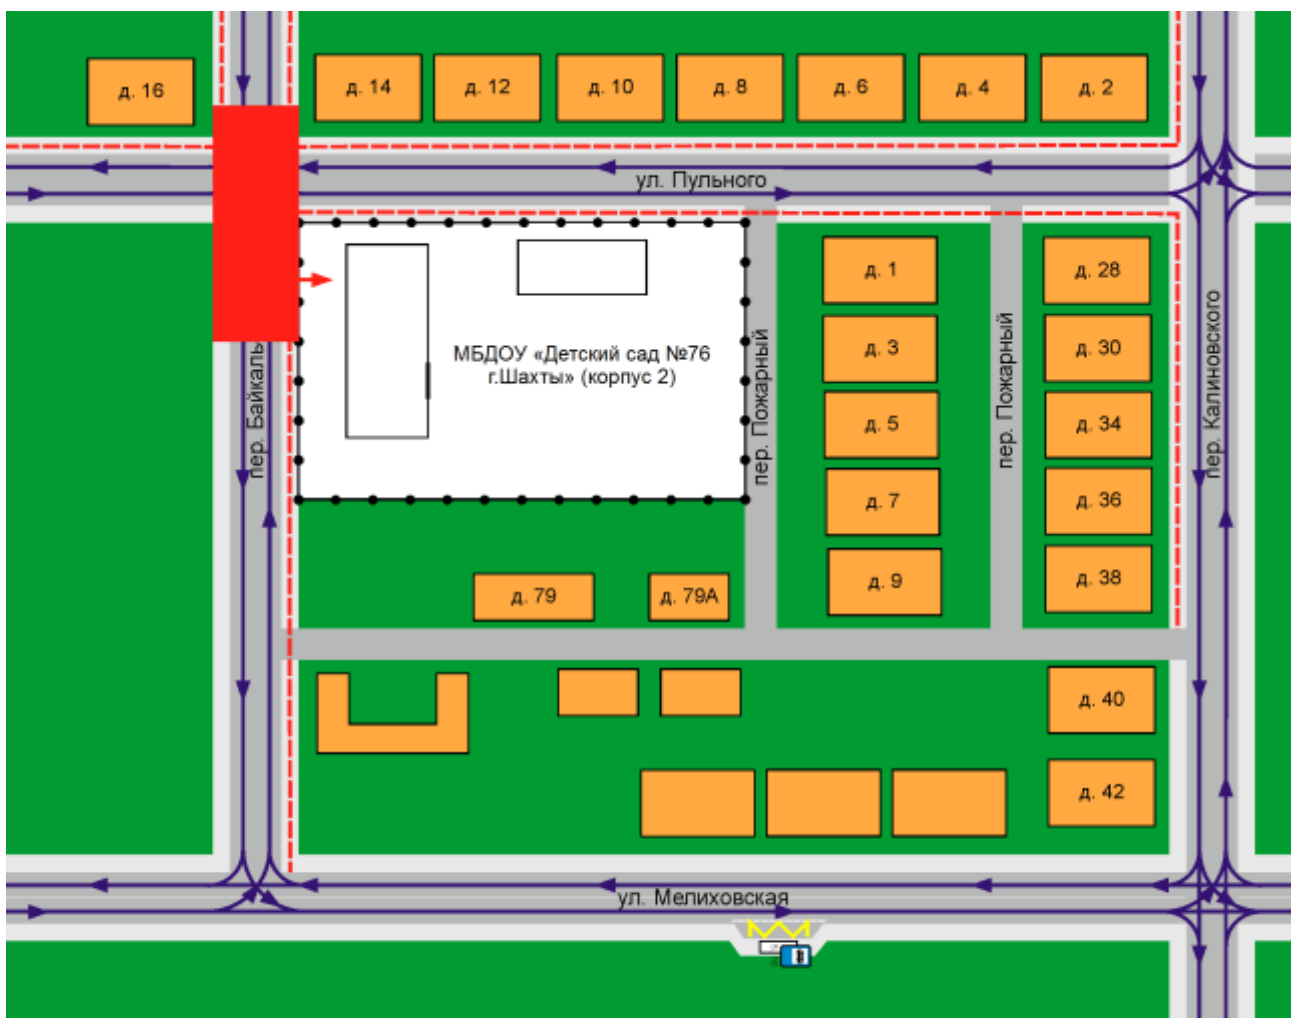 д. 16
д. 14
д. 12
д. 10
д. 8
д. 6
д. 4
д. 2
ул. Пульного
д. 1
д. 28
МБДОУ «Детский сад №76
г.Шахты» (корпус 2)
д. 3
д. 30
пер. Байкаль
пер. Пожарный
пер. Пожарный
пер. Калиновского
д. 5
д. 34
д. 7
д. 36
д. 79
д. 79А
д. 9
д. 38
д. 40
д. 42
ул. Мелиховская